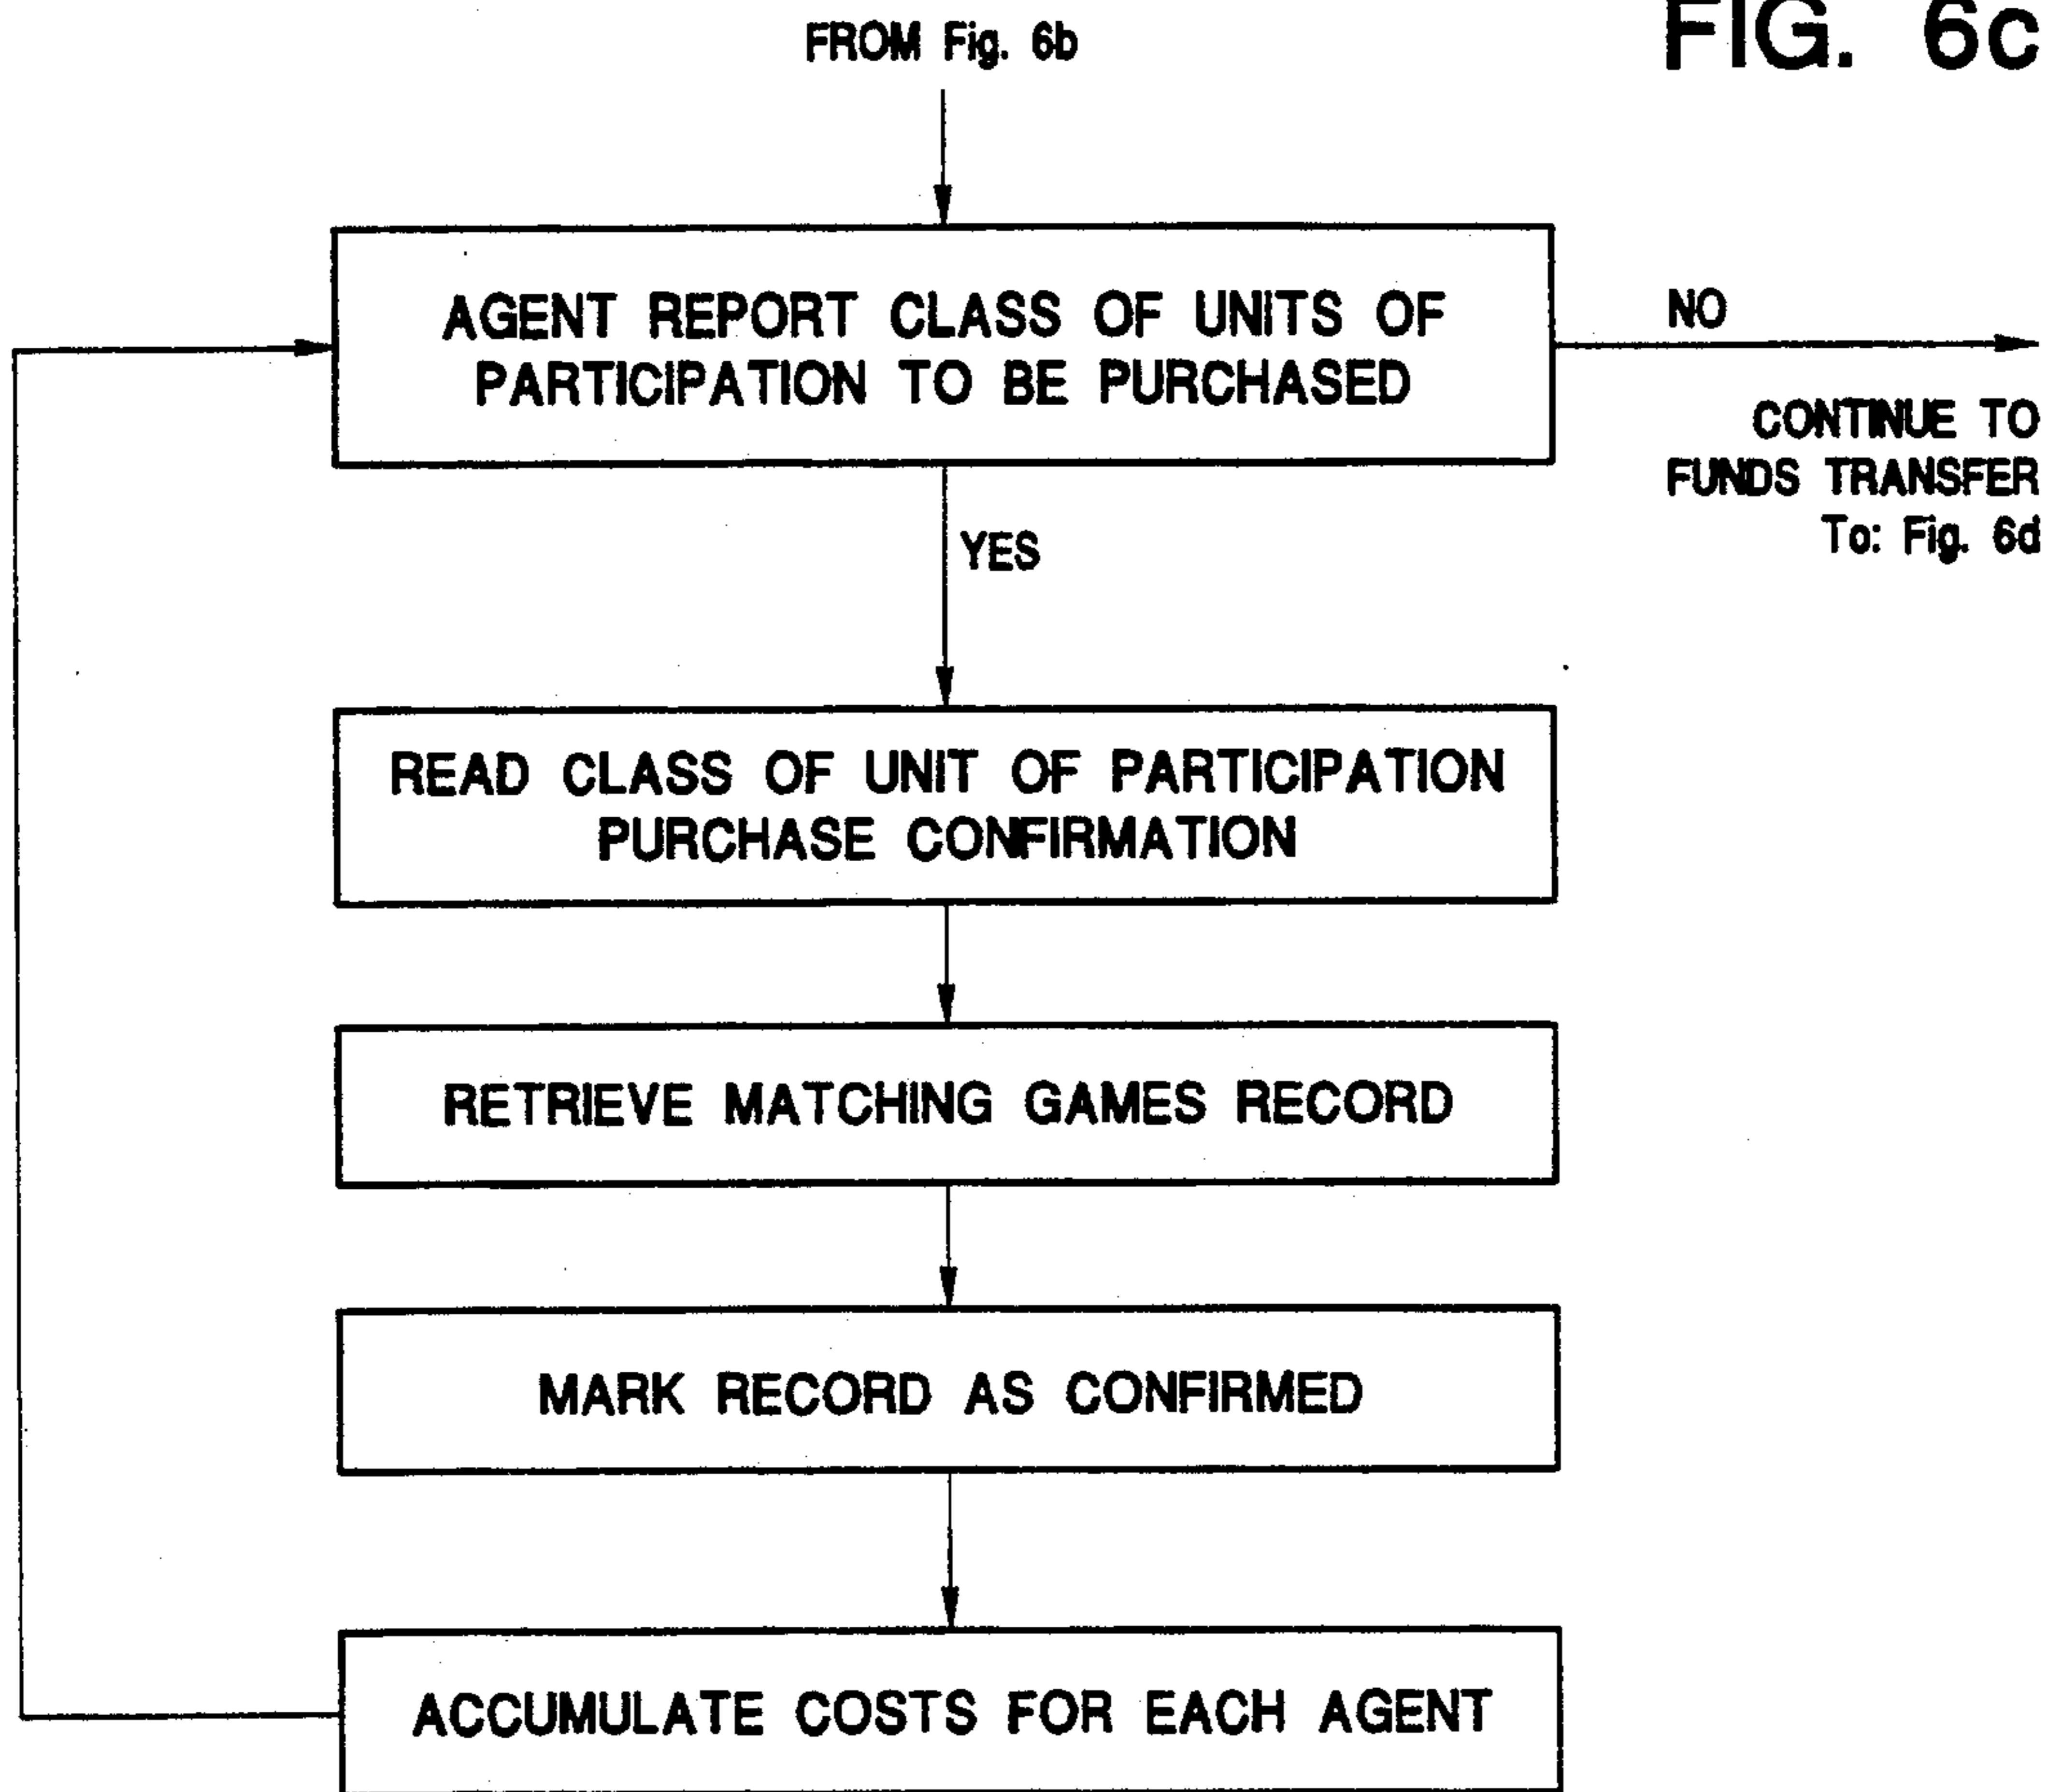 FIG. 6c
FROM Fig. 6b
AGENT REPORT CLASS OF UNITS OF
PARTICIPATION TO BE PURCHASED
NO
CONTINUE TO
FUNDS TRANSFER
To: Fig. 6d
YES
READ CLASS OF UNIT OF PARTICIPATION
PURCHASE CONFIRMATION
RETRIEVE MATCHING GAMES RECORD
MARK RECORD AS CONFIRMED
ACCUMULATE COSTS FOR EACH AGENT